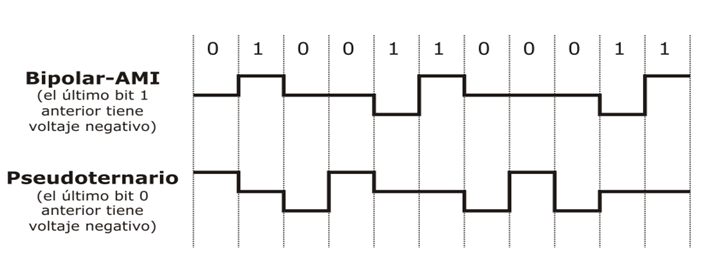 0 1 0 0 1 1 0 0 0 1 1
Bipolar-AMI
(el último bit 1
anterior tiene
voltaje negativo)
Pseudoternario
(el último bit 0
anterior tiene
voltaje negativo)